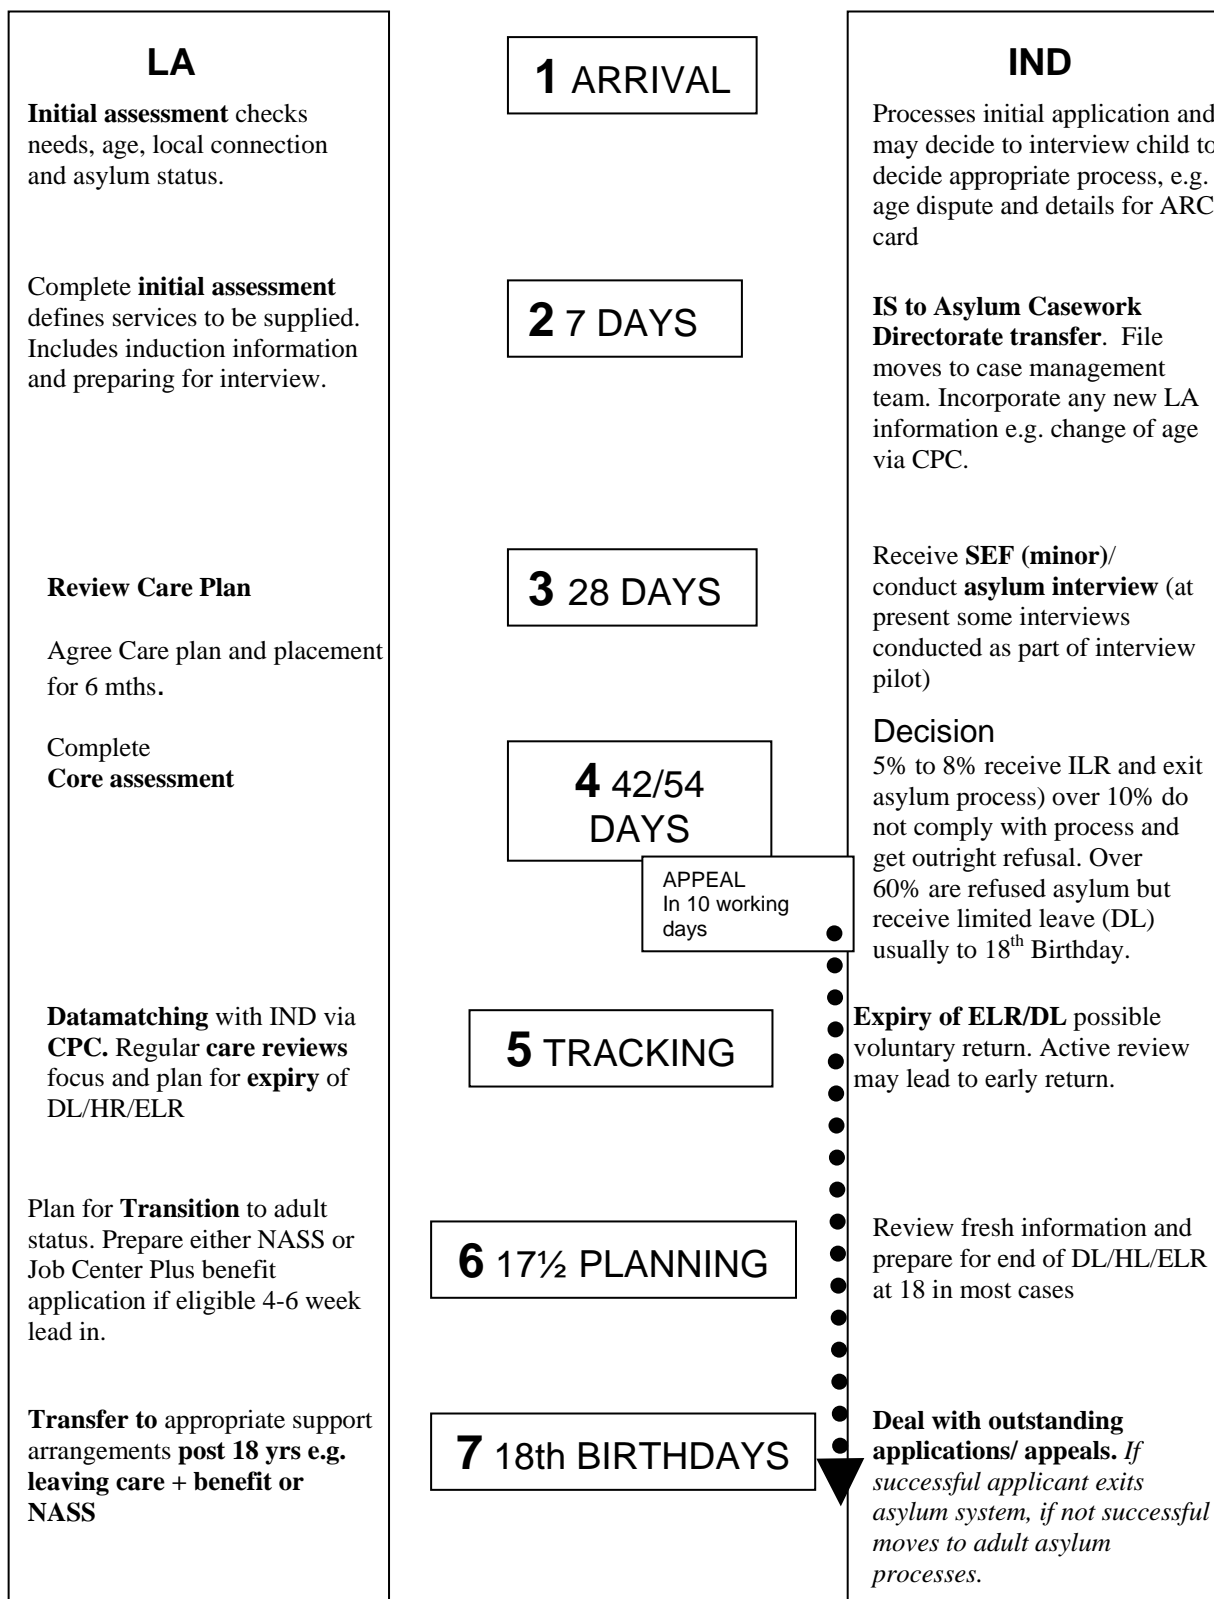 LA
Initial assessment checks
needs, age, local connection
and asylum status.
Complete initial assessment
defines services to be supplied.
Includes induction information
and preparing for interview.
Review Care Plan
Agree Care plan and placement
for 6 mths.
Complete
Core assessment
Datamatching with IND via
CPC. Regular care reviews
focus and plan for expiry of
DL/HR/ELR
Plan for Transition to adult
status. Prepare either NASS or
Job Center Plus benefit
application if eligible 4-6 week
lead in.
Transfer to appropriate support
arrangements post 18 yrs e.g.
leaving care + benefit or
NASS
1 ARRIVAL
2 7 DAYS
3 28 DAYS
4 42/54
DAYS
APPEAL
In 10 working
days
5 TRACKING
6 17½ PLANNING
7 18th BIRTHDAYS
IND
Processes initial application and
may decide to interview child to
decide appropriate process, e.g.
age dispute and details for ARC
card
IS to Asylum Casework
Directorate transfer. File
moves to case management
team. Incorporate any new LA
information e.g. change of age
via CPC.
Receive SEF (minor)/
conduct asylum interview (at
present some interviews
conducted as part of interview
pilot)
Decision
5% to 8% receive ILR and exit
asylum process) over 10% do
not comply with process and
get outright refusal. Over
60% are refused asylum but
receive limited leave (DL)
usually to 18th Birthday.
Expiry of ELR/DL possible
voluntary return. Active review
may lead to early return.
Review fresh information and
prepare for end of DL/HL/ELR
at 18 in most cases
Deal with outstanding
applications/ appeals. If
successful applicant exits
asylum system, if not successful
moves to adult asylum
processes.